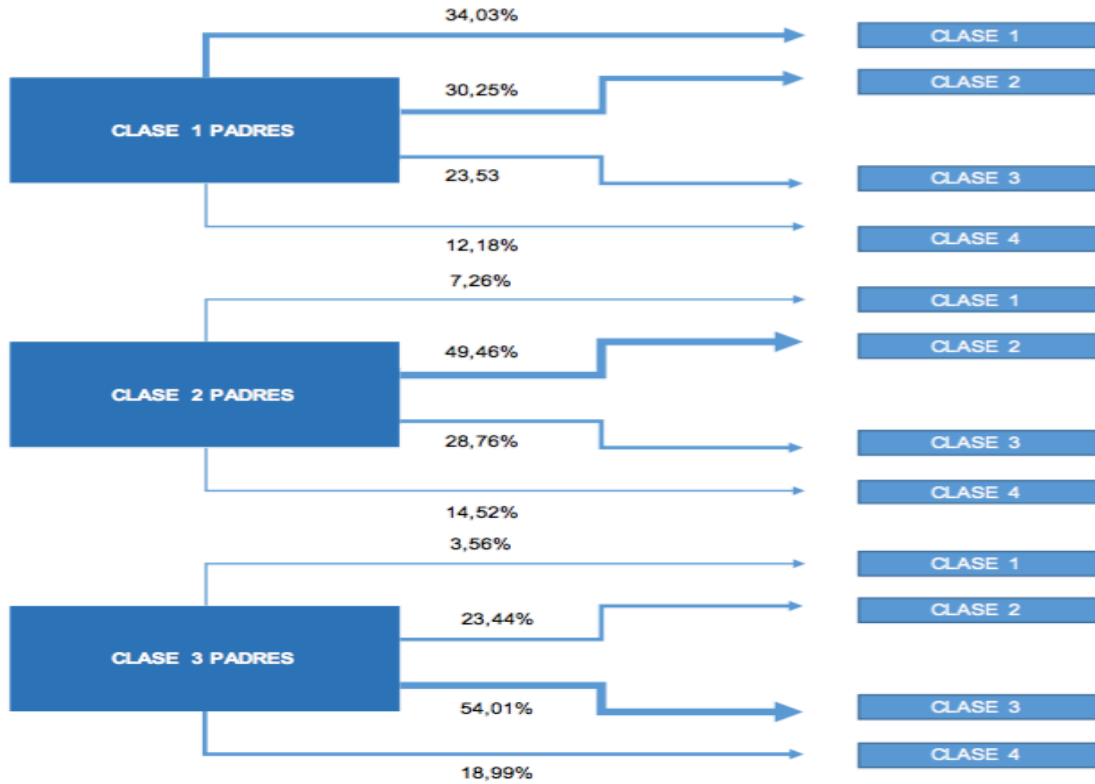 34,03%
CLASE 1
30,25%
CLASE 2
CLASE 1 PADRES
23,53
CLASE 3
12,18%
CLASE 4
7,26%
CLASE 1
49,46%
CLASE 2
CLASE 2 PADRES
28,76%
CLASE 3
14,52%
CLASE 4
3,56%
CLASE 1
23,44%
CLASE 2
CLASE 3 PADRES
54,01%
CLASE 3
18,99%
CLASE 4